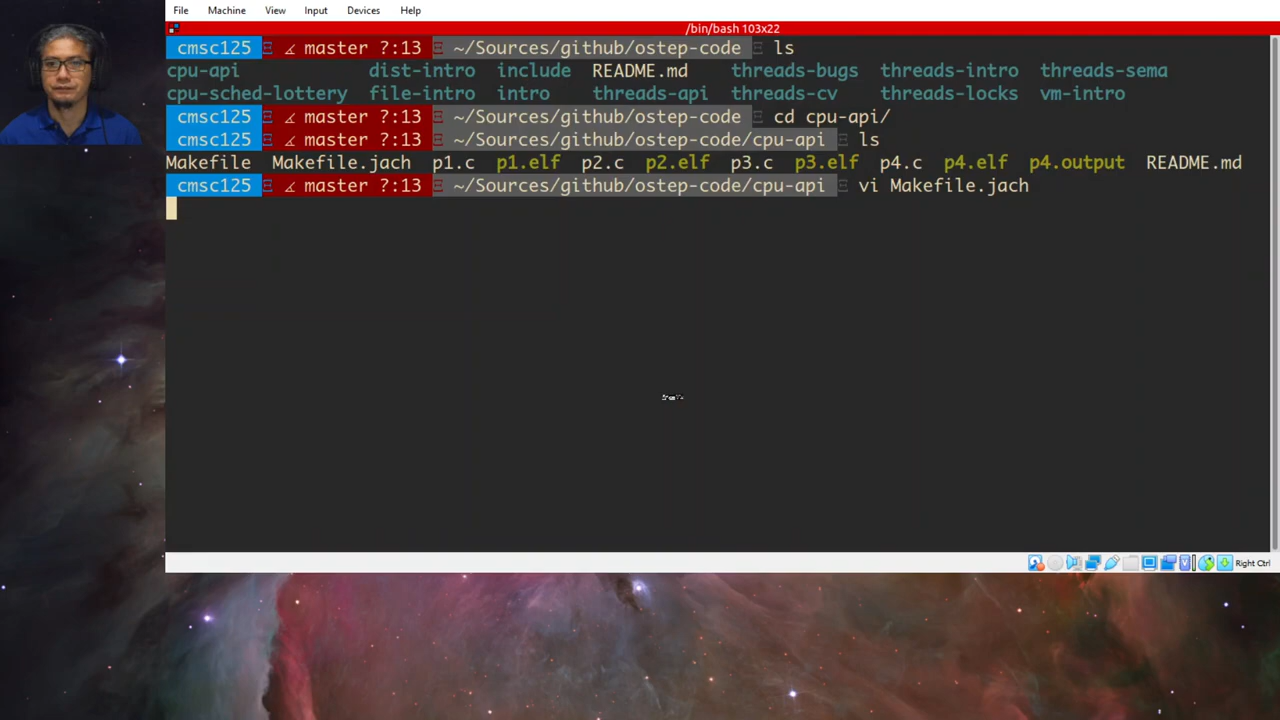 File Machine View Input Devices Help
/bin/bash 103x22
cmsc125 master ?:13 ~/Sources/github/ostep-code ls
cpu-api dist-intro include README.md threads-bugs threads-intro threads-sema
cpu-sched-lottery file-intro intro threads-api threads-cv threads-locks vm-intro
cmsc125 master ?:13 ~/Sources/github/ostep-code cd cpu-api/
cmsc125 master ?:13 ~/Sources/github/ostep-code/cpu-api ls
Makefile Makefile.jach p1.c p1.elf p2.c p2.elf p3.c p3.elf p4.c p4.elf p4.output README.md
cmsc125 master ?:13 ~/Sources/github/ostep-code/cpu-api vi Makefile.jach
Right Ctrl